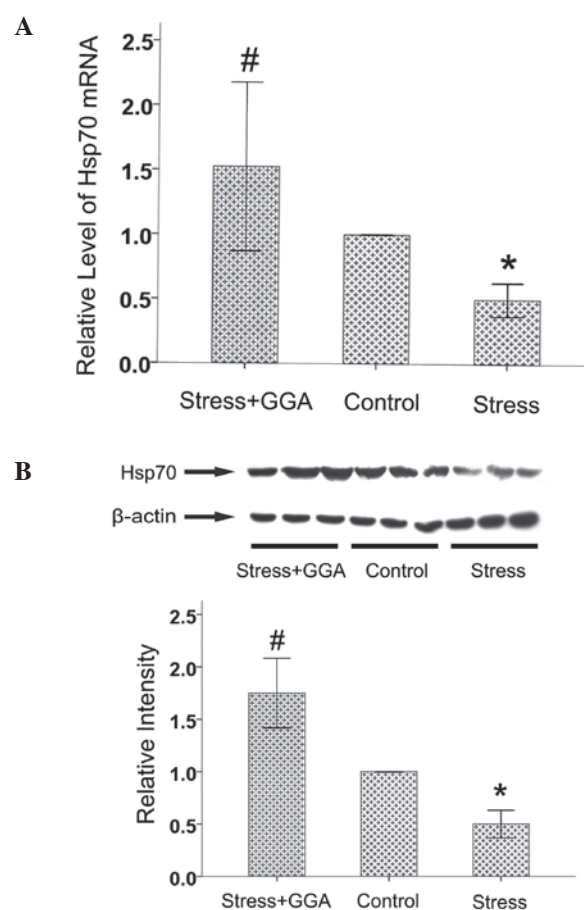 A
Relative Level of Hsp70 mRNA
2.5
2.0
1.5
1.0
0.5
0.0
#
*
Stress+GGA Control Stress
B
Hsp70
β-actin
Stress+GGA Control Stress
Relative Intensity
2.5
2.0
1.5
1.0
0.5
0.0
#
*
Stress+GGA Control Stress